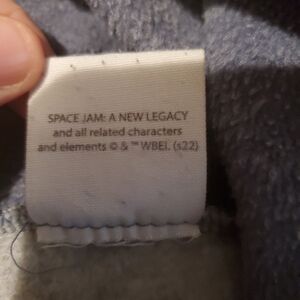 SPACE JAM: A NEW LEGACY
and all related characters
and elements © & ™ WBEI. (s22)